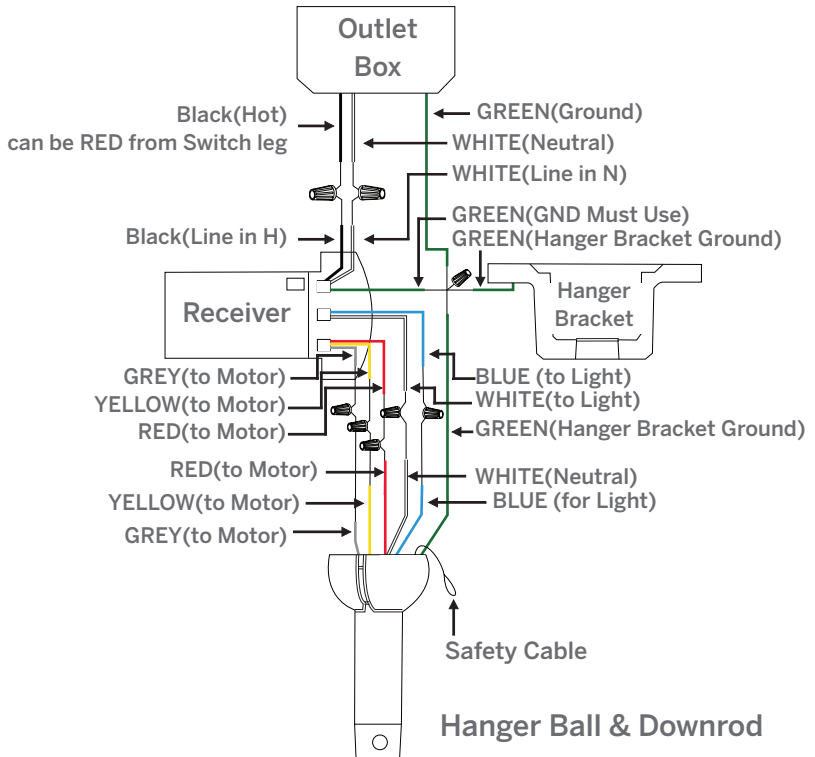 Outlet
Box
Black(Hot)
can be RED from Switch leg
GREEN(Ground)
WHITE(Neutral)
WHITE(Line in N)
GREEN(GND Must Use)
Black(Line in H)
GREEN(Hanger Bracket Ground)
Receiver
Hanger
Bracket
GREY(to Motor)
BLUE (to Light)
YELLOW(to Motor)
WHITE(to Light)
RED(to Motor)
GREEN(Hanger Bracket Ground)
RED(to Motor)
WHITE(Neutral)
YELLOW(to Motor)
BLUE (for Light)
GREY(to Motor)
Safety Cable
Hanger Ball & Downrod